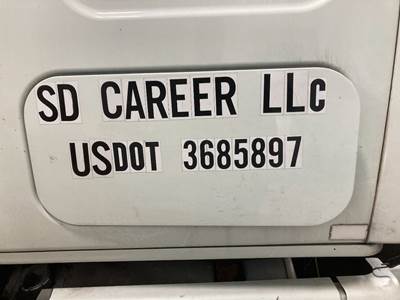 SD CAREER LLC
USDOT 3685897